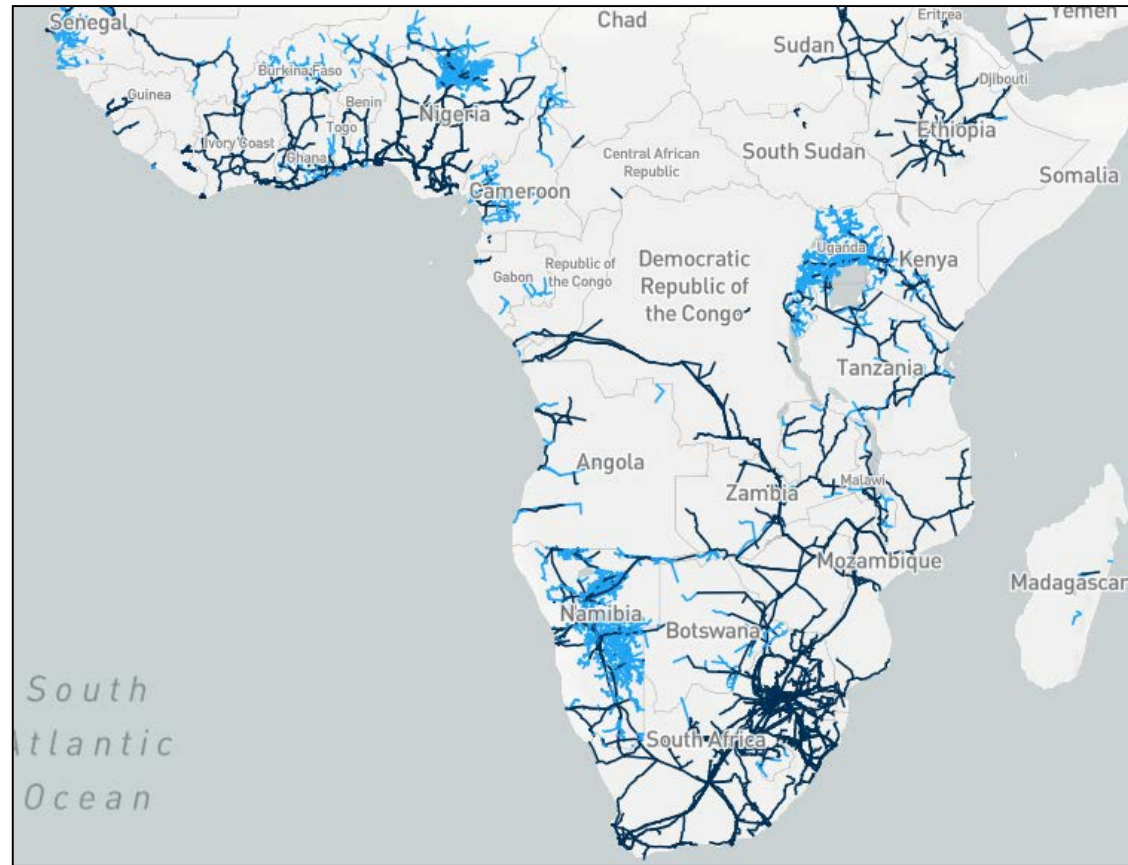 Senegal
Chad
Eritrea
Yemen
Sudan
Burkina Faso
Djibouti
Guinea
Benin
Nigeria
Ivory Coast
Togo
Ghana
Ethiopia
Central African
Republic
South Sudan
Somalia
Cameroon
Uganda
Kenya
Gabon
Republic of
the Congo
Democratic
Republic of
the Congo
Tanzania
Angola
Zambia
Malawi
Mozambique
Madagascar
Namibia
Botswana
South Africa
South
Atlantic
Ocean